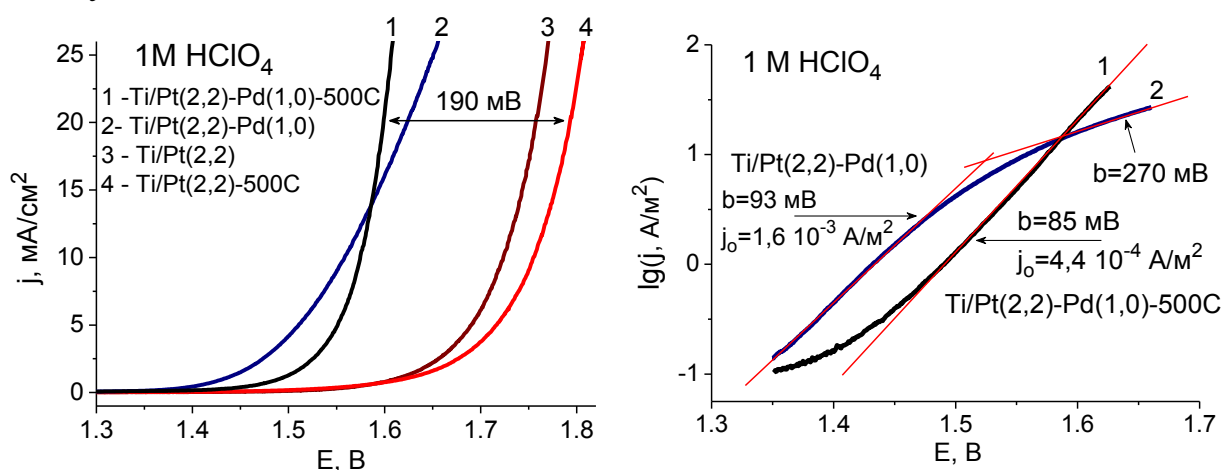 1 2 3 4
1M HClO₄
190 мВ
1 -Ti/Pt(2,2)-Pd(1,0)-500C
2- Ti/Pt(2,2)-Pd(1,0)
3 - Ti/Pt(2,2)
4 - Ti/Pt(2,2)-500C
j, мА/см²
25
20
15
10
5
0
1.3 1.4 1.5 1.6 1.7 1.8
E, В
1 M HClO₄
1
2
Ti/Pt(2,2)-Pd(1,0)
b=93 мВ
jₒ=1,6 10⁻³ А/м²
b=270 мВ
b=85 мВ
jₒ=4,4 10⁻⁴ А/м²
Ti/Pt(2,2)-Pd(1,0)-500C
lg(j, А/м²)
2
1
0
-1
1.3 1.4 1.5 1.6 1.7
E, В